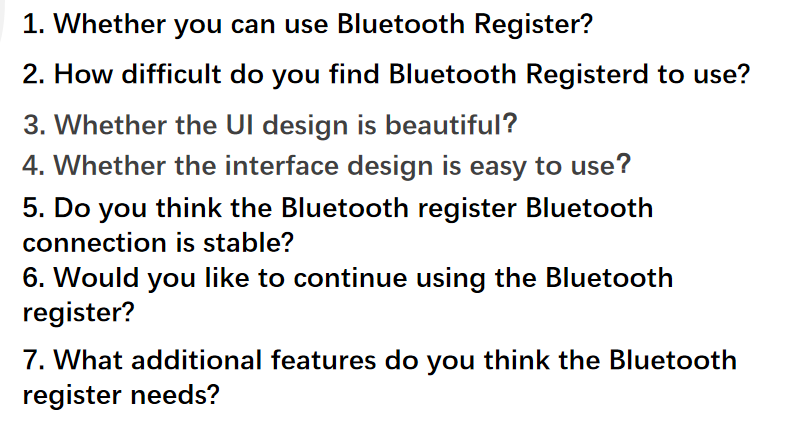 1. Whether you can use Bluetooth Register?
2. How difficult do you find Bluetooth Registerd to use?
3. Whether the UI design is beautiful?
4. Whether the interface design is easy to use?
5. Do you think the Bluetooth register Bluetooth
connection is stable?
6. Would you like to continue using the Bluetooth
register?
7. What additional features do you think the Bluetooth
register needs?